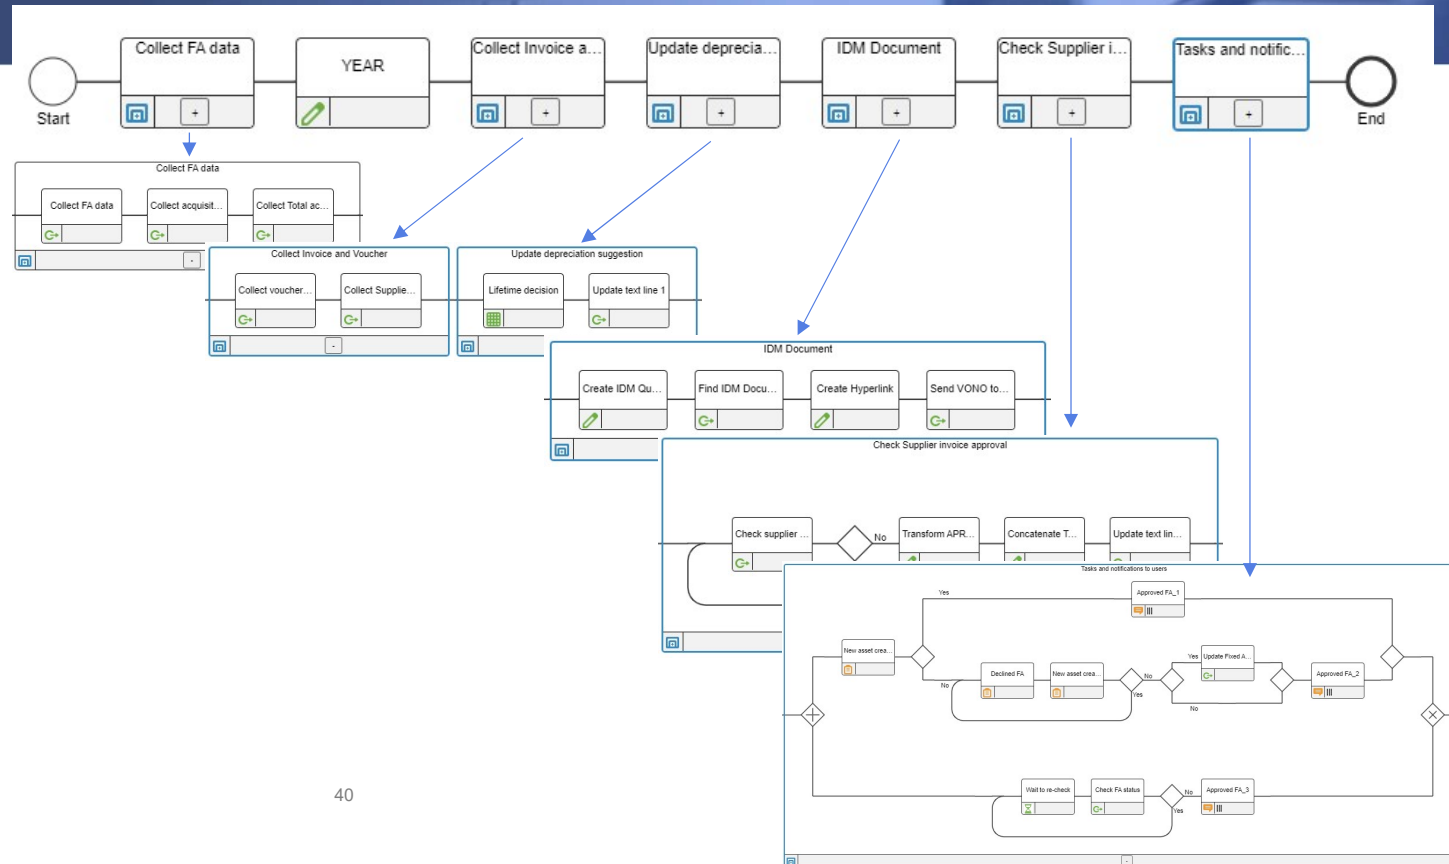 Collect FA data
YEAR
Collect Invoice a...
Update deprecia...
IDM Document
Check Supplier i...
Tasks and notific...
Start
+
+
+
+
+
+
End
Collect FA data
Collect FA data
Collect acquisit...
Collect Total ac...
-
Collect Invoice and Voucher
Collect voucher...
Collect Supplie...
-
Update depreciation suggestion
Lifetime decision
Update text line 1
IDM Document
Create IDM Qu...
Find IDM Docu...
Create Hyperlink
Send VONO to...
Check Supplier invoice approval
Check supplier ...
No
Transform APR...
Concatenate T...
Update text lin...
Tasks and notifications to users
Yes
Approved FA_1
New asset crea...
No
Declined FA
New asset crea...
Yes
No
Yes
Update Fixed A...
No
Approved FA_2
Wait to re-check
Check FA status
No
Yes
Approved FA_3
-
40